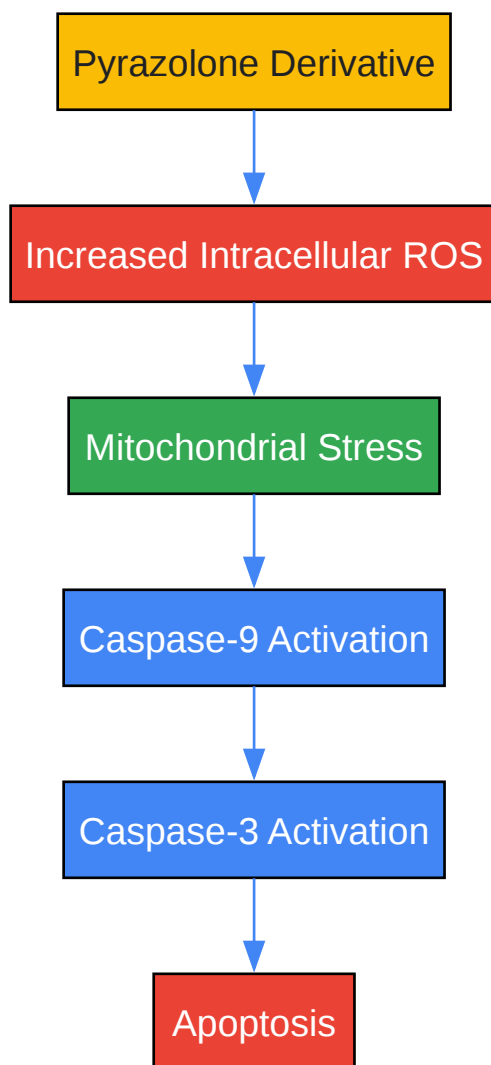 Pyrazolone Derivative
Increased Intracellular ROS
Mitochondrial Stress
Caspase-9 Activation
Caspase-3 Activation
Apoptosis